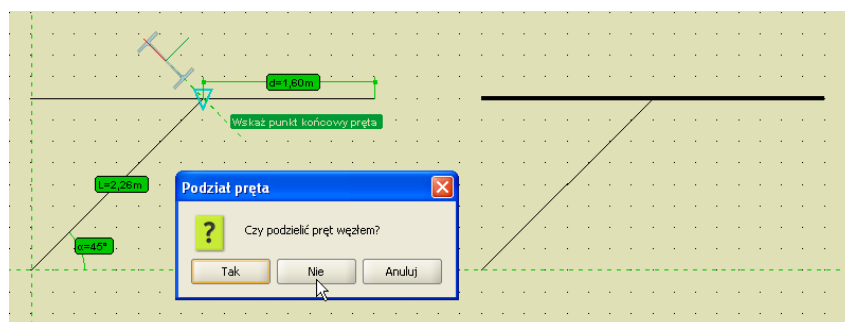 d=1,60m
Wskaż punkt końcowy pręta
L=2,26m
α=45°
Podział pręta
?
Czy podzielić pręt węzłem?
Tak Nie Anuluj